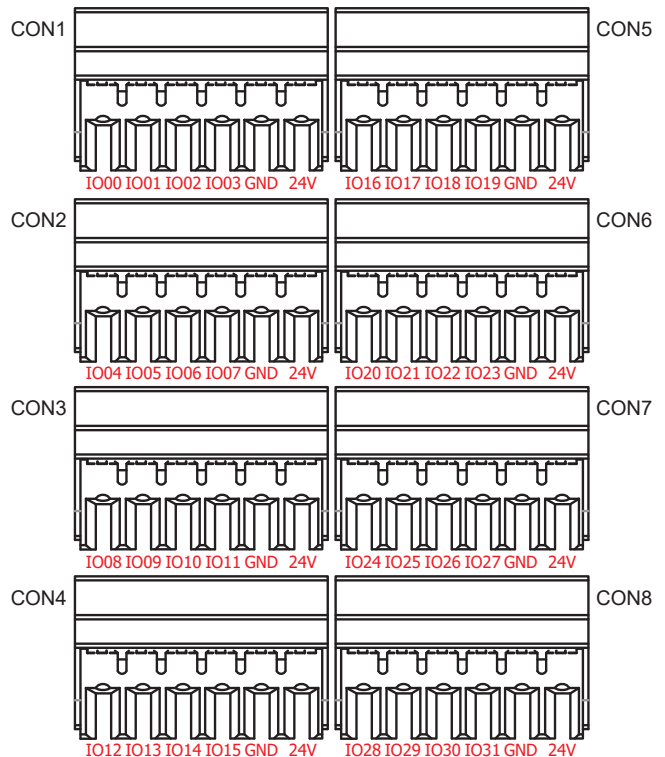 CON1 CON5
IO00 IO01 IO02 IO03 GND 24V IO16 IO17 IO18 IO19 GND 24V
CON2 CON6
IO04 IO05 IO06 IO07 GND 24V IO20 IO21 IO22 IO23 GND 24V
CON3 CON7
IO08 IO09 IO10 IO11 GND 24V IO24 IO25 IO26 IO27 GND 24V
CON4 CON8
IO12 IO13 IO14 IO15 GND 24V IO28 IO29 IO30 IO31 GND 24V